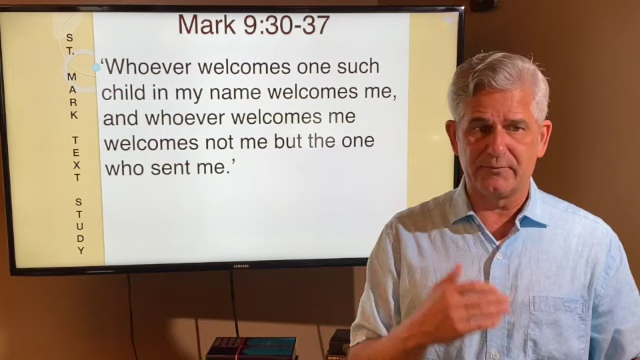 Mark 9:30-37
ST. MARK TEXT STUDY
‘Whoever welcomes one such
child in my name welcomes me,
and whoever welcomes me
welcomes not me but the one
who sent me.’
SAMSUNG